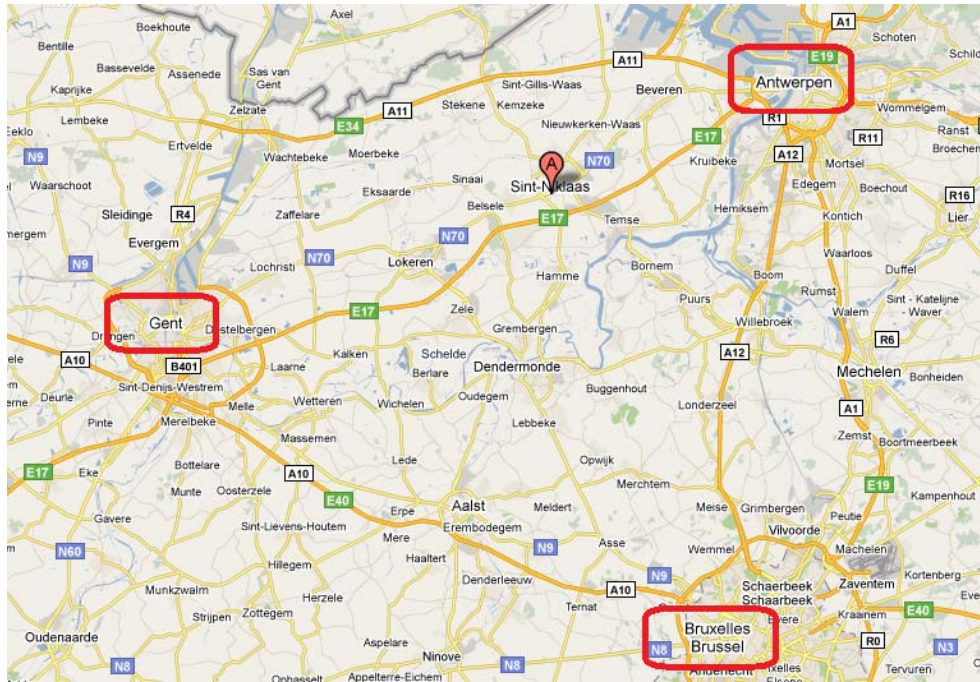 Axel
A1
Boekhoute
Schoten
Bentille
E19
Schild
Bassevelde
Assenede
Sas van
Gent
A11
Sint-Gillis-Waas
Beveren
Antwerpen
Kaprijke
Zelzate
A11
Stekene
Kemzeke
Wommelgem
Lembeke
E34
Nieuwkerken-Waas
E17
R1
Ranst
Eeklo
Ertvelde
R11
Broechem
N9
Wachtebeke
Moerbeke
N70
Kruibeke
A12
Mortsel
Waarschoot
Eksaarde
Sinaai
A
Sint-Niklaas
Edegem
Boechout
Sleidinge
R4
Zaffelare
Belsele
E17
Temse
Hemiksem
Kontich
R16
Lier
Evergem
N70
N9
Lochristi
N70
Lokeren
Hamme
Bornem
Boom
Waarloos
Duffel
Rumst
Zele
Puurs
Walem
Sint - Katelijne
- Waver
Gent
E17
Grembergen
Willebroek
Drongen
Destelbergen
Kalken
Schelde
R6
A10
B401
Laarne
Berlare
Dendermonde
A12
Mechelen
Bonheiden
Sint-Denijs-Westrem
Deurle
Melle
Wetteren
Wichelen
Oudegem
Buggenhout
Londerzeel
A1
Pinte
Merelbeke
Lebbeke
Massemen
Zemst
Boortmeerbeek
E17
Eke
Bottelare
A10
Lede
Opwijk
Merchtem
E19
Kampenhout
Munte
Oosterzele
E40
Aalst
Gavere
Erpe
Meldert
Meise
Grimbergen
Peutie
Sint-Lievens-Houtem
Mere
Erembodegem
Vilvoorde
N60
Haaltert
N9
Asse
Wemmel
Machelen
Hillegem
Denderleeuw
N9
Schaerbeek
Schaarbeek
Zaventem
Kortenberg
Munkzwalm
Herzele
A10
Ternat
E40
Strijpen
Zottegem
Bruxelles
Brussel
Evere
Kraainem
Oudenaarde
Aspelare
N8
R0
N3
N8
Ninove
N8
Anderlecht
Ixelles
Tervuren
Ophasselt
Appelterre-Eichem